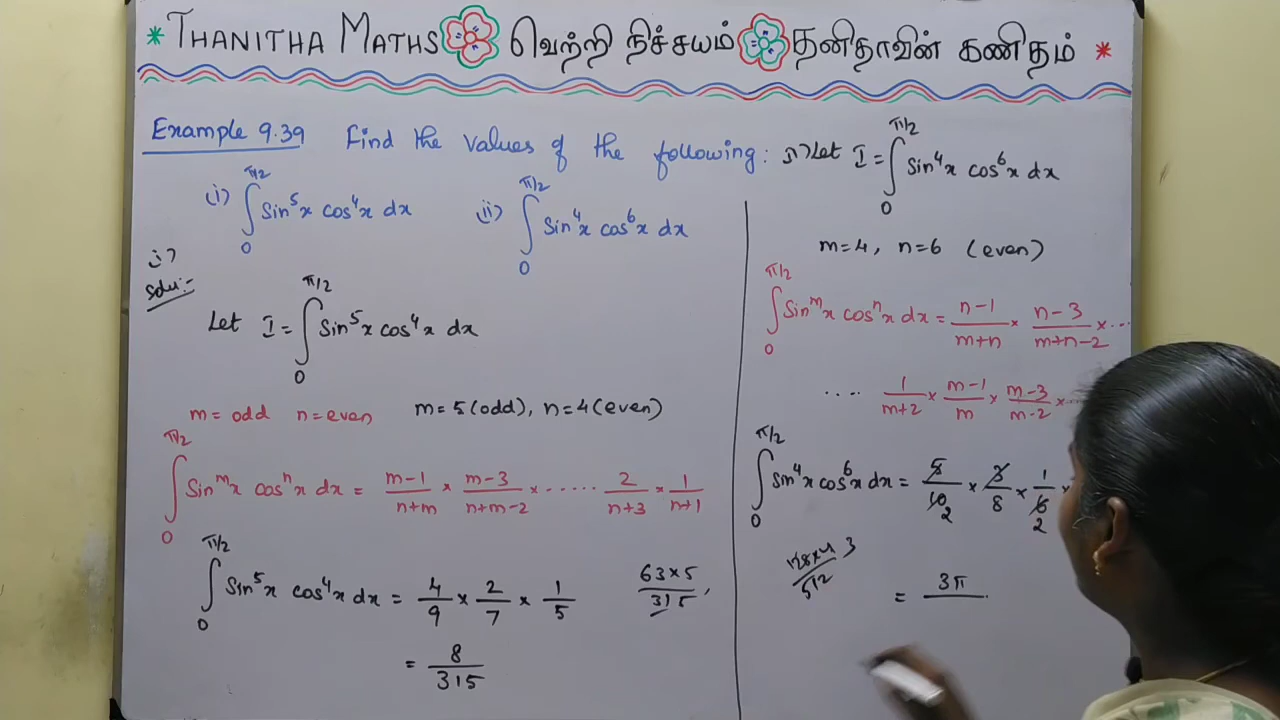 * THANITHA MATHS வெற்றி நிச்சயம் தனிதாவின் கணிதம் *
Example 9.39 Find the values of the following:
(i) ∫₀^{π/2} Sin⁵x cos⁴x dx (ii) ∫₀^{π/2} Sin⁴x cos⁶x dx
i)
Solu:-
Let I = ∫₀^{π/2} Sin⁵x cos⁴x dx
m = odd n = even m = 5 (odd), n = 4 (even)
∫₀^{π/2} Sin^m x cos^n x dx = (m-1)/(n+m) × (m-3)/(n+m-2) × ...... 2/(n+3) × 1/(n+1)
∫₀^{π/2} Sin⁵x cos⁴x dx = 4/9 × 2/7 × 1/5
63×5
315
= 8/315
Let I = ∫₀^{π/2} Sin⁴x cos⁶x dx
m = 4, n = 6 (even)
∫₀^{π/2} Sin^m x cos^n x dx = (n-1)/(m+n) × (n-3)/(m+n-2) × ...
.... 1/(m+2) × (m-1)/m × (m-3)/(m-2) × ..
∫₀^{π/2} Sin⁴x cos⁶x dx = 5/10 2 × 3/8 × 1/6 2 ×
128×4 3
512
= 3π